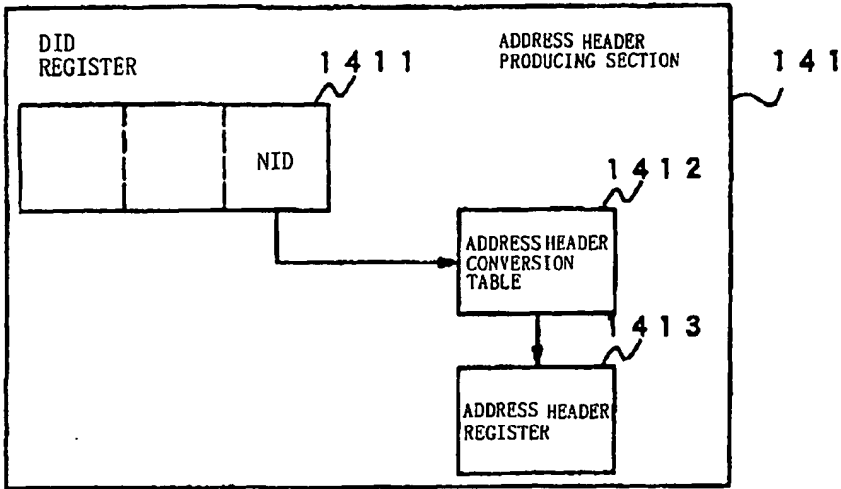 DID
REGISTER
ADDRESS HEADER
PRODUCING SECTION
1411
141
NID
1412
ADDRESS HEADER
CONVERSION
TABLE
1413
ADDRESS HEADER
REGISTER